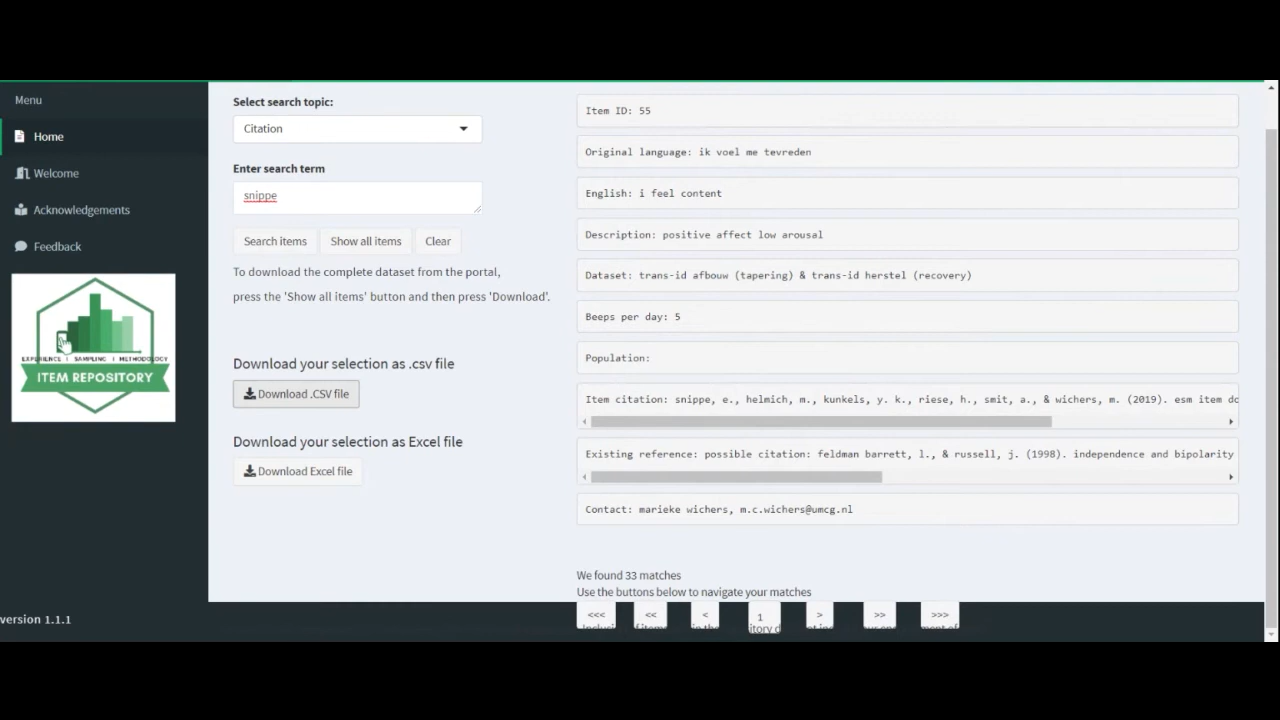 Menu
Home
Welcome
Acknowledgements
Feedback
EXPERIENCE | SAMPLING | METHODOLOGY
ITEM REPOSITORY
version 1.1.1
Select search topic:
Citation
Enter search term
snippe
Search items
Show all items
Clear
To download the complete dataset from the portal,
press the 'Show all items' button and then press 'Download'.
Download your selection as .csv file
Download .CSV file
Download your selection as Excel file
Download Excel file
Item ID: 55
Original language: ik voel me tevreden
English: i feel content
Description: positive affect low arousal
Dataset: trans-id afbouw (tapering) & trans-id herstel (recovery)
Beeps per day: 5
Population:
Item citation: snippe, e., helmich, m., kunkels, y. k., riese, h., smit, a., & wichers, m. (2019). esm item dc
Existing reference: possible citation: feldman barrett, l., & russell, j. (1998). independence and bipolarity
Contact: marieke wichers, m.c.wichers@umcg.nl
We found 33 matches
Use the buttons below to navigate your matches
<<< << < 1 > >> >>>